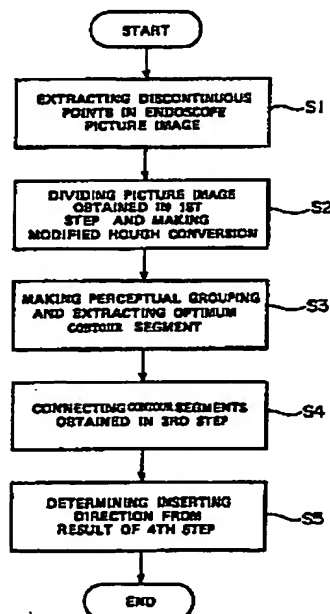 START
EXTRACTING DISCONTINUOUS
POINTS IN ENDOSCOPE
PICTURE IMAGE
S1
DIVIDING PICTURE IMAGE
OBTAINED IN 1ST
STEP AND MAKING
MODIFIED HOUGH CONVERSION
S2
MAKING PERCEPTUAL GROUPING
AND EXTRACTING OPTIMUM
CONTOUR SEGMENT
S3
CONNECTING CONTOUR SEGMENTS
OBTAINED IN 3RD STEP
S4
DETERMINING INSERTING
DIRECTION FROM
RESULT OF 4TH STEP
S5
END